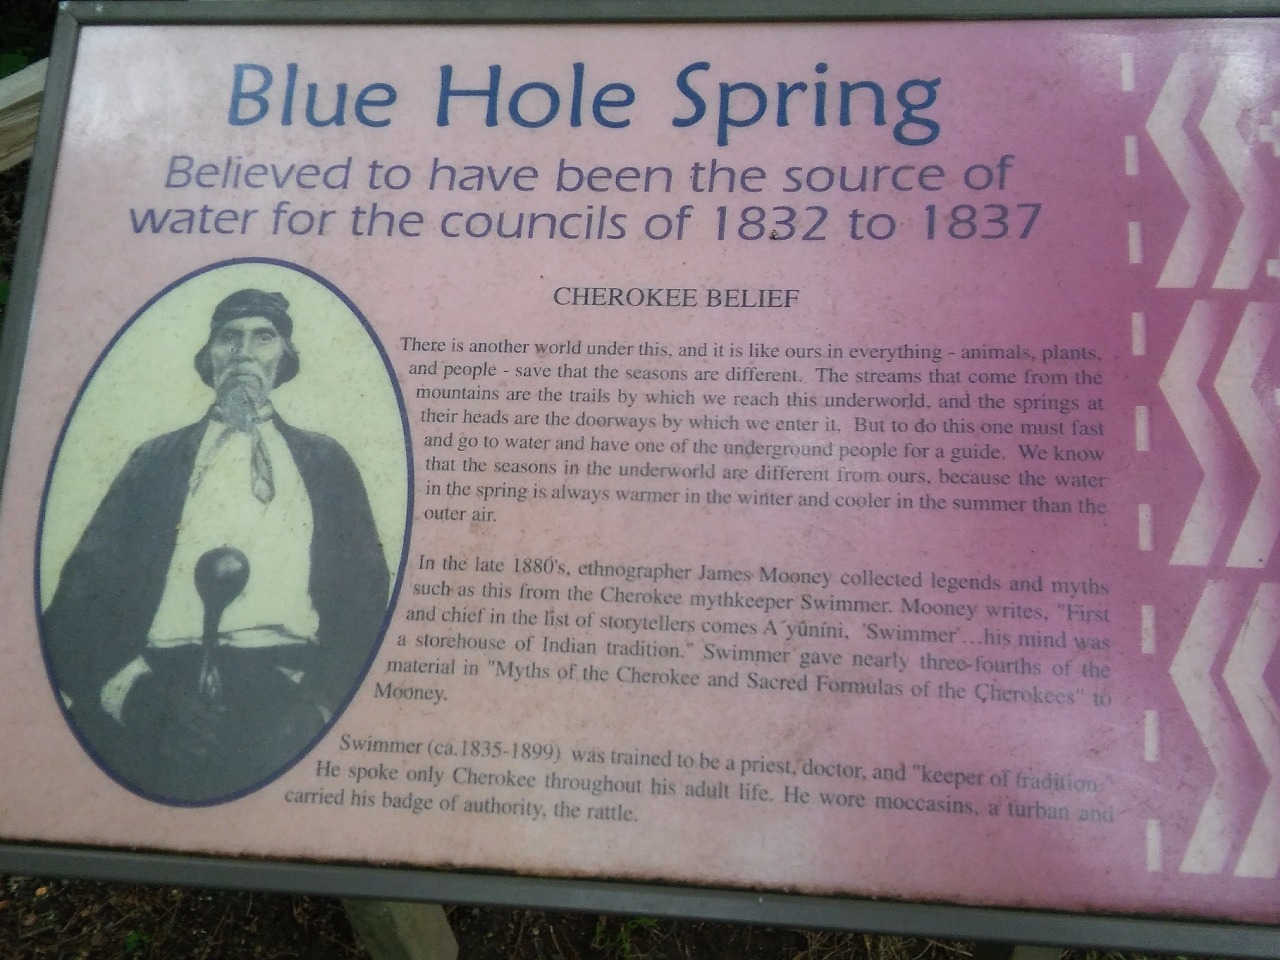 Blue Hole Spring
Believed to have been the source of
water for the councils of 1832 to 1837
CHEROKEE BELIEF
There is another world under this, and it is like ours in everything - animals, plants,
and people - save that the seasons are different. The streams that come from the
mountains are the trails by which we reach this underworld, and the springs at
their heads are the doorways by which we enter it. But to do this one must fast
and go to water and have one of the underground people for a guide. We know
that the seasons in the underworld are different from ours, because the water
in the spring is always warmer in the winter and cooler in the summer than the
outer air.
In the late 1880's, ethnographer James Mooney collected legends and myths
such as this from the Cherokee mythkeeper Swimmer. Mooney writes, "First
and chief in the list of storytellers comes A´yûníni, 'Swimmer'...his mind was
a storehouse of Indian tradition." Swimmer gave nearly three-fourths of the
material in "Myths of the Cherokee and Sacred Formulas of the Cherokees" to
Mooney.
Swimmer (ca.1835-1899) was trained to be a priest, doctor, and "keeper of tradition."
He spoke only Cherokee throughout his adult life. He wore moccasins, a turban and
carried his badge of authority, the rattle.